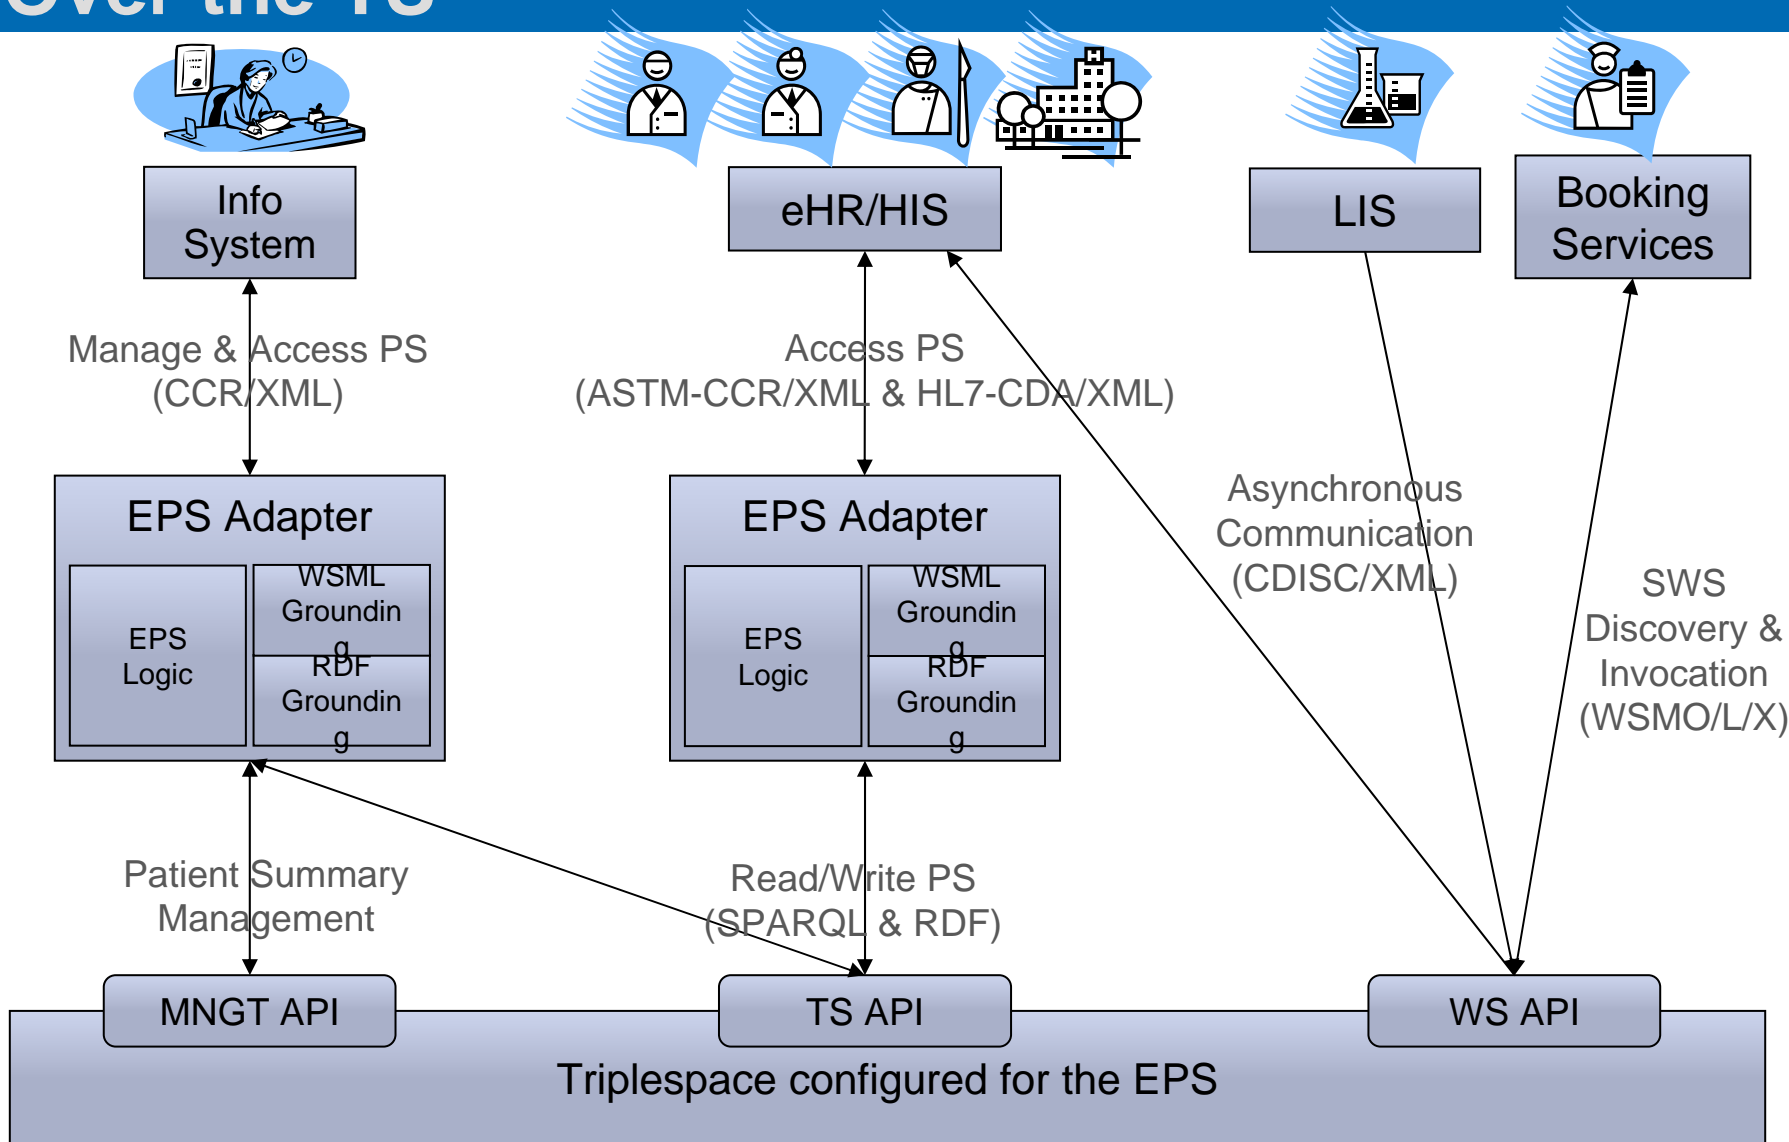 Over the TS
Info
System
eHR/HIS
LIS
Booking
Services
Manage & Access PS
(CCR/XML)
Access PS
(ASTM-CCR/XML & HL7-CDA/XML)
Asynchronous
Communication
(CDISC/XML)
SWS
Discovery &
Invocation
(WSMO/L/X)
EPS Adapter
EPS
Logic
WSML
Groundin
g
RDF
Groundin
g
EPS Adapter
EPS
Logic
WSML
Groundin
g
RDF
Groundin
g
Patient Summary
Management
Read/Write PS
(SPARQL & RDF)
MNGT API
TS API
WS API
Triplespace configured for the EPS